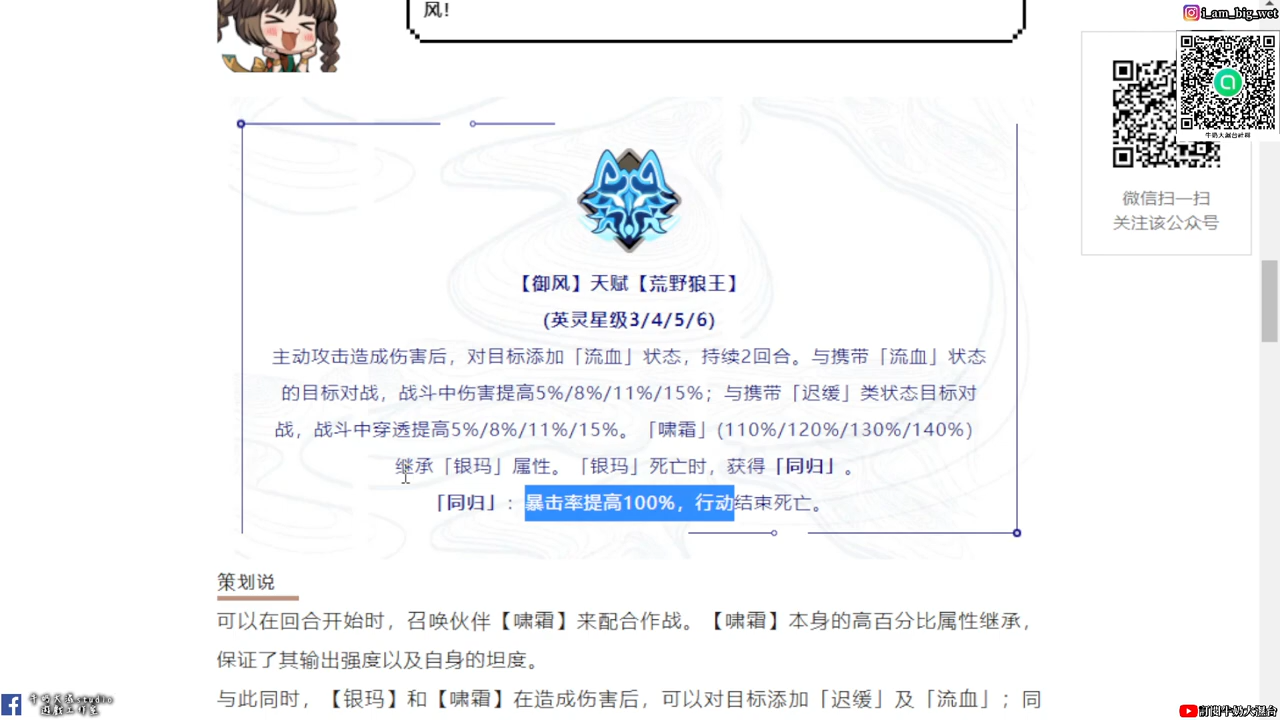 风！
i_am_big_wet
微信扫一扫
关注该公众号
【御风】天赋【荒野狼王】
(英灵星级3/4/5/6)
主动攻击造成伤害后，对目标添加「流血」状态，持续2回合。与携带「流血」状态
的目标对战，战斗中伤害提高5%/8%/11%/15%；与携带「迟缓」类状态目标对
战，战斗中穿透提高5%/8%/11%/15%。「啸霜」(110%/120%/130%/140%)
继承「银玛」属性。「银玛」死亡时，获得「同归」。
「同归」：暴击率提高100%，行动结束死亡。
策划说
可以在回合开始时，召唤伙伴【啸霜】来配合作战。【啸霜】本身的高百分比属性继承，
保证了其输出强度以及自身的坦度。
与此同时，【银玛】和【啸霜】在造成伤害后，可以对目标添加「迟缓」及「流血」；同